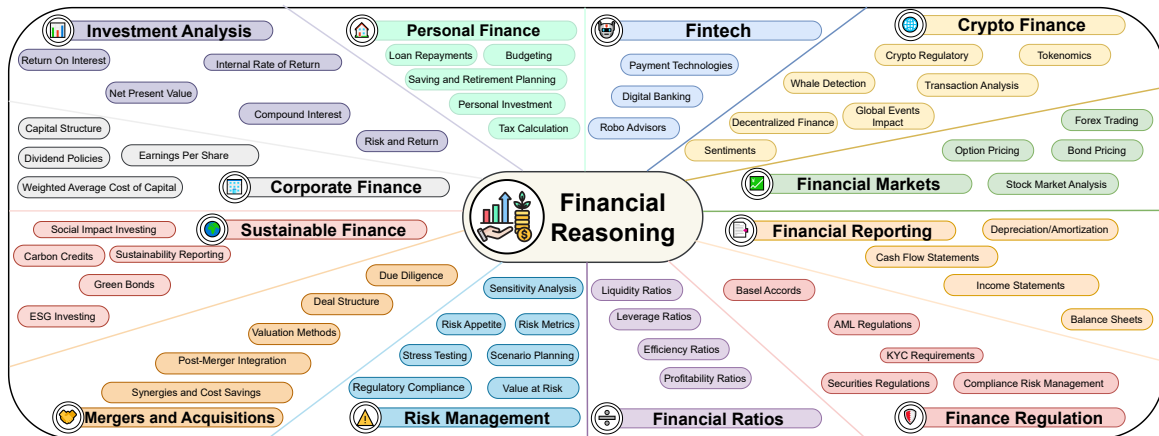 Investment Analysis
Return On Interest
Internal Rate of Return
Net Present Value
Compound Interest
Risk and Return
Personal Finance
Loan Repayments
Budgeting
Saving and Retirement Planning
Personal Investment
Tax Calculation
Fintech
Payment Technologies
Digital Banking
Robo Advisors
Crypto Finance
Crypto Regulatory
Tokenomics
Whale Detection
Transaction Analysis
Decentralized Finance
Global Events
Impact
Sentiments
Capital Structure
Dividend Policies
Earnings Per Share
Weighted Average Cost of Capital
Corporate Finance
Financial
Reasoning
Forex Trading
Option Pricing
Bond Pricing
Financial Markets
Stock Market Analysis
Sustainable Finance
Social Impact Investing
Carbon Credits
Sustainability Reporting
Green Bonds
ESG Investing
Financial Reporting
Depreciation/Amortization
Cash Flow Statements
Income Statements
Balance Sheets
Due Diligence
Deal Structure
Valuation Methods
Post-Merger Integration
Synergies and Cost Savings
Mergers and Acquisitions
Sensitivity Analysis
Risk Appetite
Risk Metrics
Stress Testing
Scenario Planning
Regulatory Compliance
Value at Risk
Risk Management
Liquidity Ratios
Leverage Ratios
Efficiency Ratios
Profitability Ratios
Financial Ratios
Basel Accords
AML Regulations
KYC Requirements
Securities Regulations
Compliance Risk Management
Finance Regulation